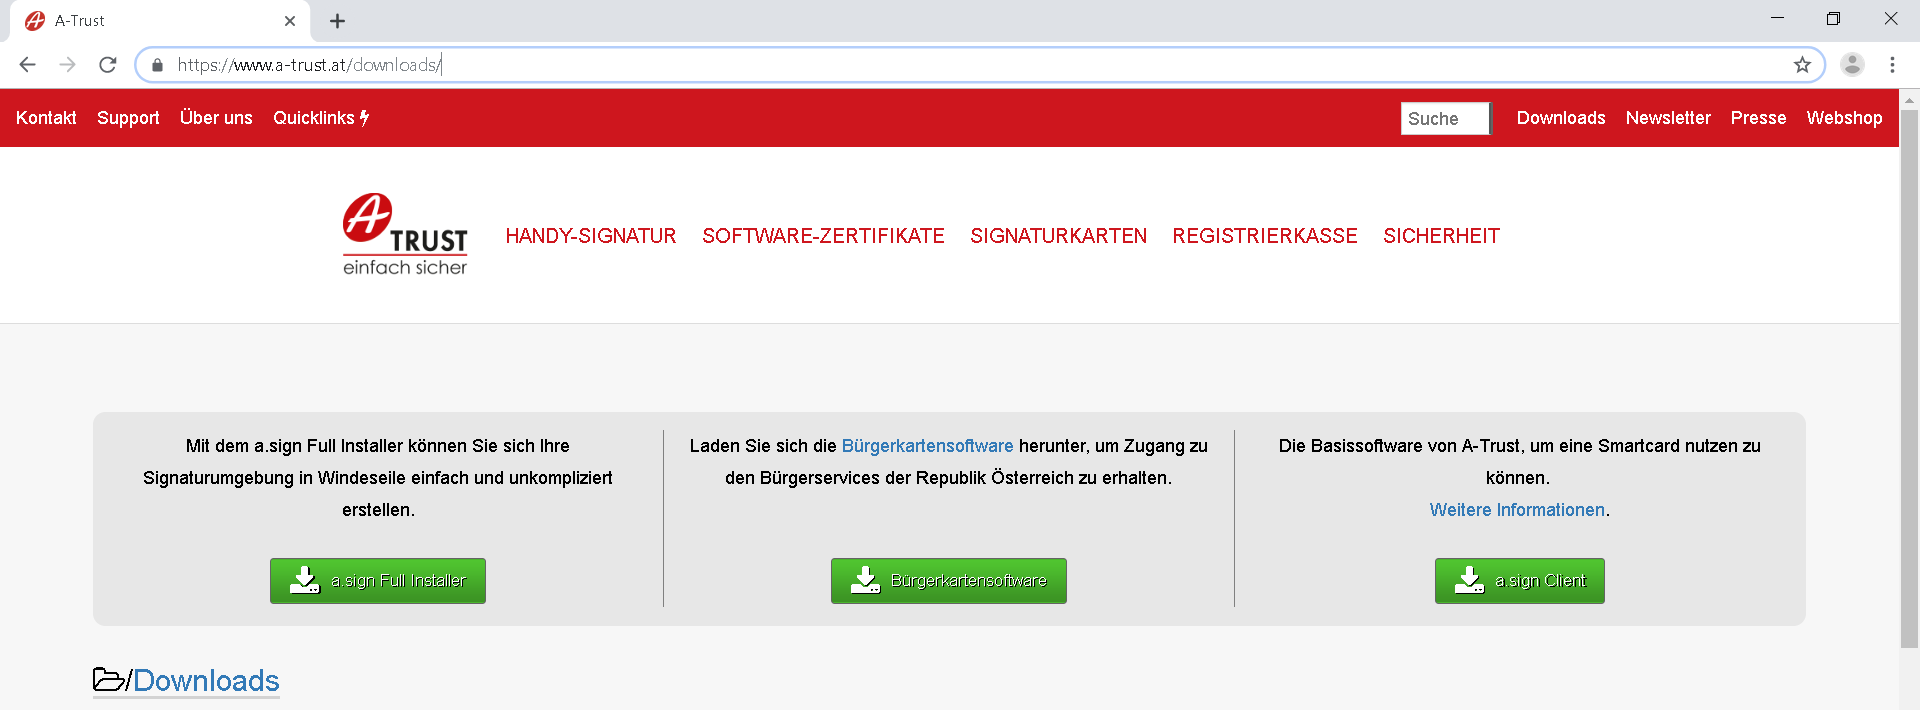 A-Trust
https://www.a-trust.at/downloads/
Kontakt Support Über uns Quicklinks Suche Downloads Newsletter Presse Webshop
A TRUST
einfach sicher
HANDY-SIGNATUR SOFTWARE-ZERTIFIKATE SIGNATURKARTEN REGISTRIERKASSE SICHERHEIT
Mit dem a.sign Full Installer können Sie sich Ihre
Signaturumgebung in Windeseile einfach und unkompliziert
erstellen.
a.sign Full Installer
Laden Sie sich die Bürgerkartensoftware herunter, um Zugang zu
den Bürgerservices der Republik Österreich zu erhalten.
Bürgerkartensoftware
Die Basissoftware von A-Trust, um eine Smartcard nutzen zu
können.
Weitere Informationen.
a.sign Client
/Downloads